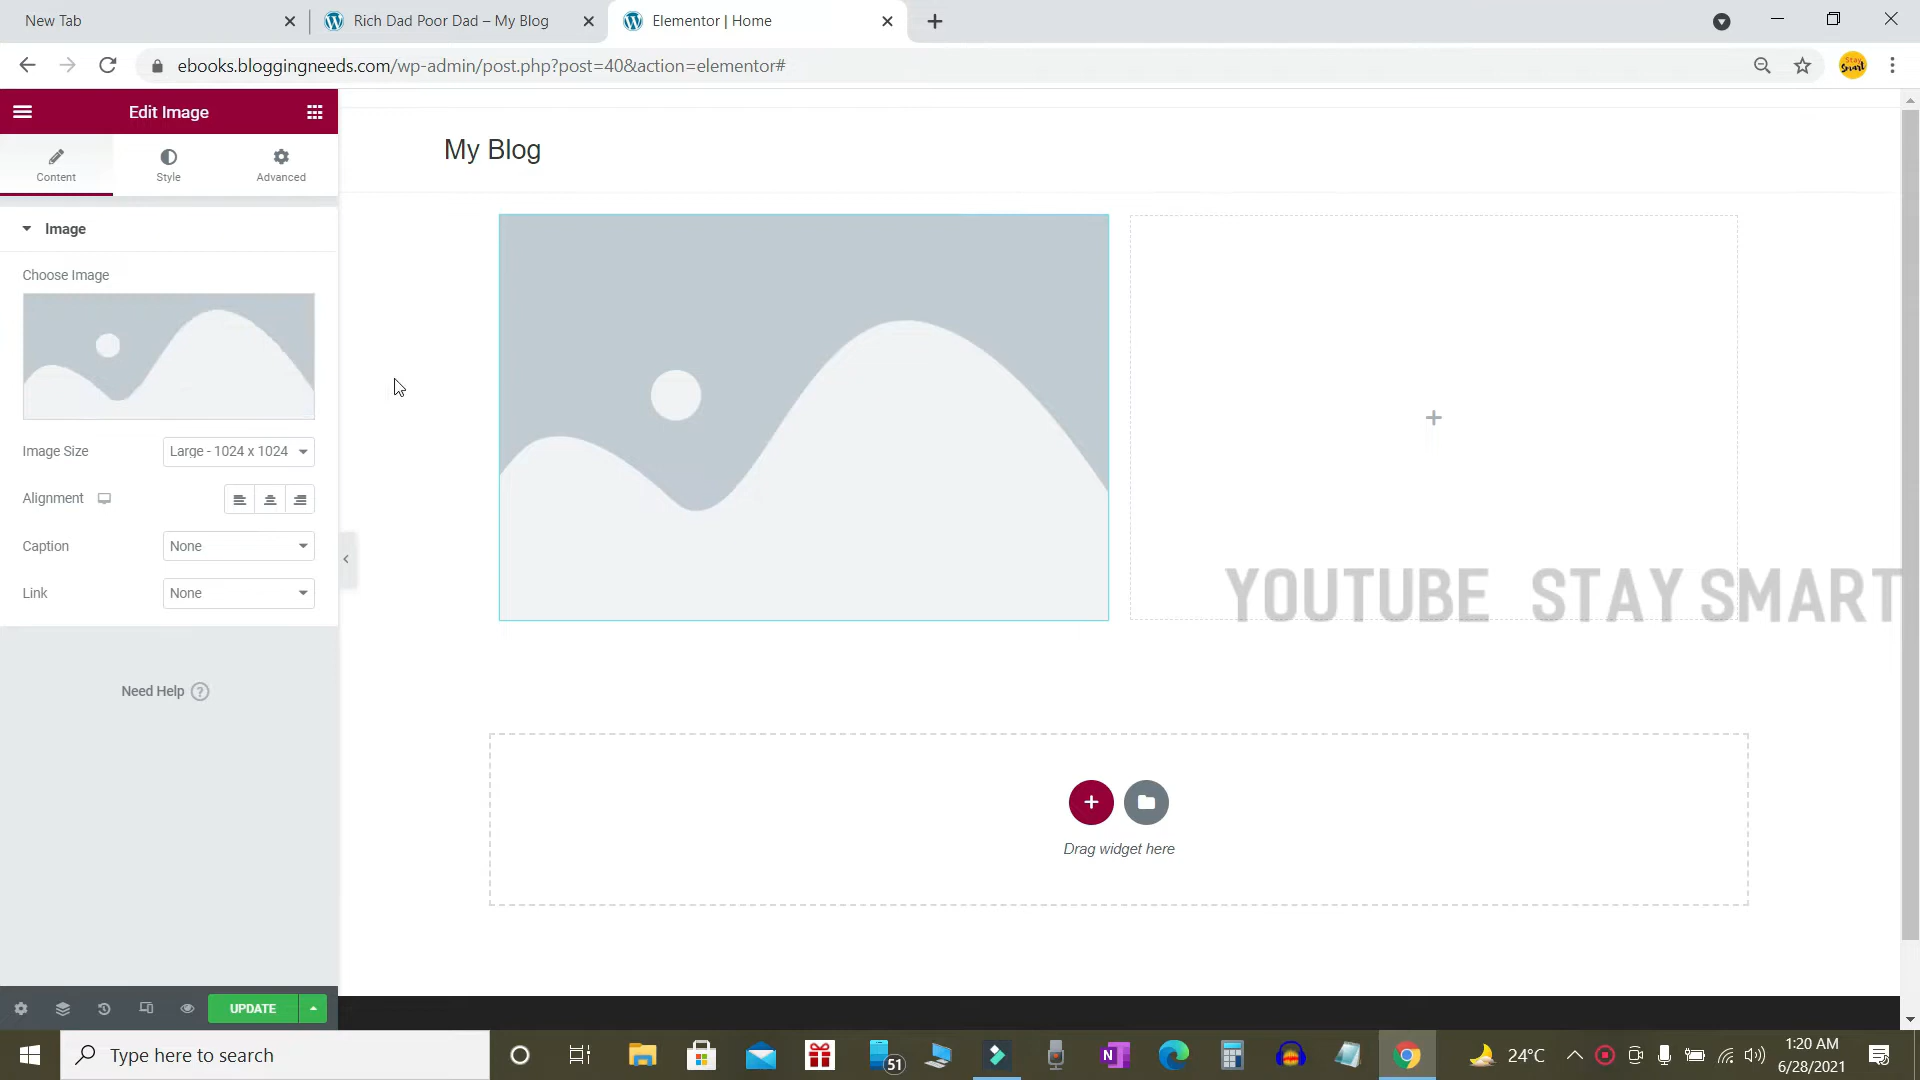 New Tab
Rich Dad Poor Dad – My Blog
Elementor | Home
ebooks.bloggingneeds.com/wp-admin/post.php?post=40&action=elementor#
Stay Smart
Edit Image
Content
Style
Advanced
My Blog
Image
Choose Image
Image Size
Large - 1024 x 1024
Alignment
Caption
None
Link
None
Need Help ?
YOUTUBE STAY SMART
Drag widget here
UPDATE
Type here to search
51
N
24°C
1:20 AM
6/28/2021